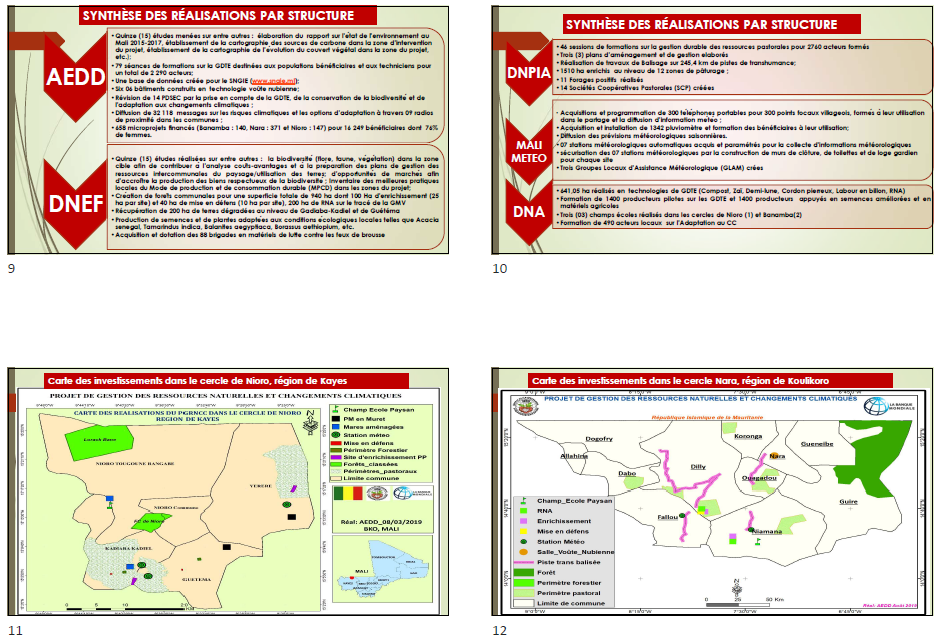 SYNTHÈSE DES RÉALISATIONS PAR STRUCTURE
AEDD
• Quinze (15) études menées sur entre autres : élaboration du rapport sur l'état de l'environnement au
Mali 2015-2017, établissement de la cartographie des sources de carbone dans la zone d'intervention
du projet, établissement de la cartographie de l'évolution du couvert végétal dans la zone du projet,
etc.);
• 79 séances de formations sur la GDTE destinées aux populations bénéficiaires et aux techniciens pour
un total de 2 290 acteurs;
• Une base de données créée pour le SNGIE (www.sngie.ml);
• Six 06 bâtiments construits en technologie voûte nubienne;
• Révision de 14 PDSEC par la prise en compte de la GDTE, de la conservation de la biodiversité et de
l'adaptation aux changements climatiques ;
• Diffusion de 32 118 messages sur les risques climatiques et les options d'adaptation à travers 09 radios
de proximité dans les communes ;
• 658 microprojets financés (Banamba : 140, Nara : 371 et Nioro : 147) pour 16 249 bénéficiaires dont 76%
de femmes.
DNEF
• Quinze (15) études réalisées sur entre autres : la biodiversité (flore, faune, végétation) dans la zone
cible afin de contribuer à l'analyse coûts-avantages et à la préparation des plans de gestion des
ressources intercommunales du paysage/utilisation des terres; d'opportunités de marchés afin
d'accroître la production des biens respectueux de la biodiversité ; inventaire des meilleures pratiques
locales du Mode de production et de consommation durable (MPCD) dans les zones du projet;
• Création de forêts communales pour une superficie totale de 940 ha dont 100 Ha d'enrichissement (25
ha par site) et 40 ha de mise en défens (10 ha par site), 200 ha de RNA sur le tracé de la GMV
• Récupération de 200 ha de terres dégradées au niveau de Gadiaba-Kadiel et de Guétéma
• Production de semences et de plantes adaptées aux conditions écologiques locales telles que Acacia
senegal, Tamarindus indica, Balanites aegyptiaca, Borassus aethiopium, etc.
• Acquisition et dotation des 88 brigades en matériels de lutte contre les feux de brousse
9
SYNTHÈSE DES RÉALISATIONS PAR STRUCTURE
DNPIA
• 46 sessions de formations sur la gestion durable des ressources pastorales pour 2760 acteurs formés
• Trois (3) plans d'aménagement et de gestion elaborés
• Réalisation de travaux de Balisage sur 245,4 km de pistes de transhumance;
• 1510 ha enrichis au niveau de 12 zones de pâturage ;
• 11 Forages positifs réalisés
• 14 Sociétés Coopératives Pastorales (SCP) créées
MALI
METEO
• Acquisitions et programmation de 300 téléphones portables pour 300 points focaux villageois, formés à leur utilisation
dans le partage et la diffusion d'information meteo ;
• Acquisition et installation de 1342 pluviomètre et formation des bénéficiaires à leur utilisation;
• Diffusion des prévisions météorologiques saisonnières.
• 07 stations météorologiques automatiques acquis et paramétrés pour la collecte d'informations météorologiques
• sécurisation des 07 stations météorologiques par la construction de murs de clôture, de toilettes et de loge gardien
pour chaque site
• Trois Groupes Locaux d'Assistance Météorologique (GLAM) crées
DNA
• 641,05 ha réalisés en technologies de GDTE (Compost, Zaï, Demi-lune, Cordon pierreux, Labour en billon, RNA)
• Formation de 1400 producteurs pilotes sur les GDTE et 1400 producteurs appuyés en semences améliorées et en
matériels agricoles
• Trois (03) champs écoles réalisés dans les cercles de Nioro (1) et Banamba(2)
• Formation de 490 acteurs locaux sur l'Adaptation au CC
10
Carte des investissements dans le cercle de Nioro, région de Kayes
PROJET DE GESTION DES RESSOURCES NATURELLES ET CHANGEMENTS CLIMATIQUES
CARTE DES REALISATIONS DU PGRNCC DANS LE CERCLE DE NIORO
REGION DE KAYES
NIORO TOUGOUNE RANGABE
YEREDE
NIORO Commune
FC de Nioro
GUETEMA
Champ Ecole Paysan
PM en Muret
Mares aménagées
Station météo
Mise en défens
Périmètre Forestier
Site d'enrichissement PP
Forêts_classées
Périmètres_pastoraux
Limite commune
Réal: AEDD_08/03/2019
BKO, MALI
MALI
11
Carte des investissements dans le cercle Nara, région de Koulikoro
PROJET DE GESTION DES RESSOURCES NATURELLES ET CHANGEMENTS CLIMATIQUES
LA BANQUE
MONDIALE
République Islamique de la Mauritanie
Dogofry
Koronga
Gueneibe
Allahina
Nara
Dilly
Dabo
Ouagadou
Guire
Fallou
Niamana
Champ_Ecole Paysan
RNA
Enrichissement
Mise en défens
Station Météo
Salle_Voûte_Nubienne
Piste trans balisée
Forêt
Perimètre forestier
Perimètre pastoral
Limite de commune
0 25 50 Km
Réal: AEDD Août 2019
12